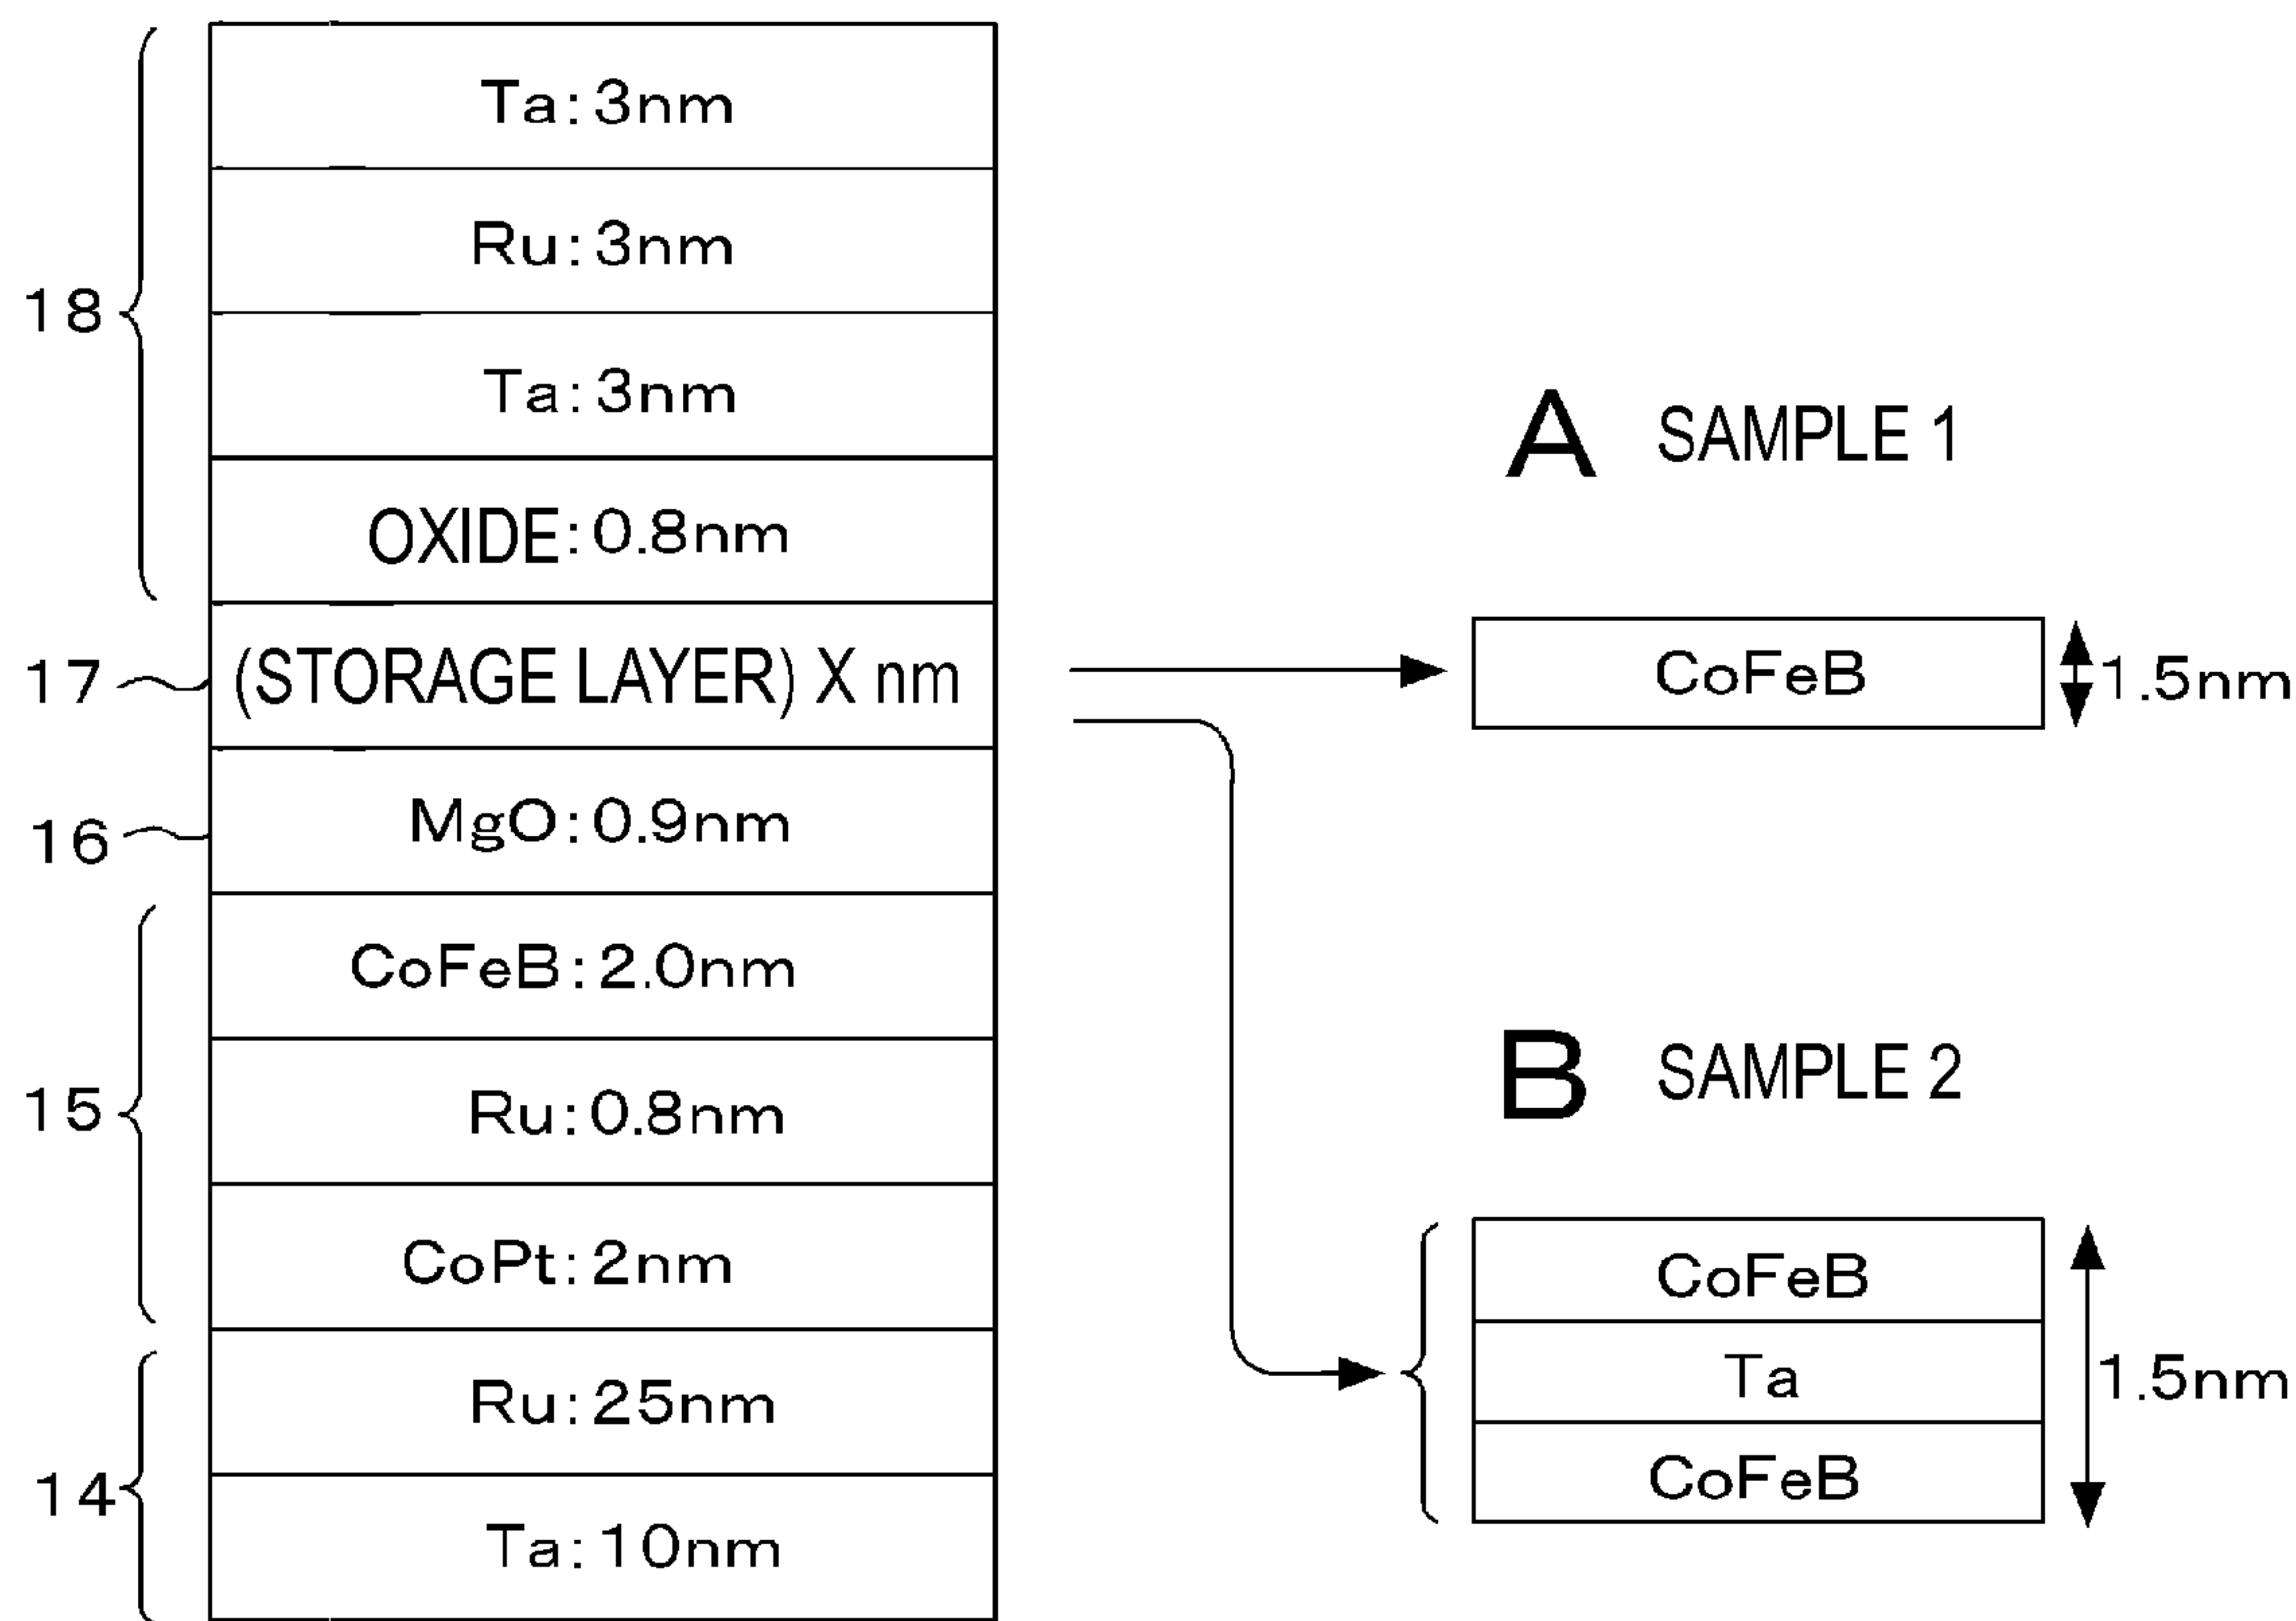 18
Ta:3nm
Ru:3nm
Ta:3nm
OXIDE:0.8nm
17
(STORAGE LAYER) X nm
16
MgO:0.9nm
15
CoFeB:2.0nm
Ru:0.8nm
CoPt:2nm
14
Ru:25nm
Ta:10nm
A SAMPLE 1
CoFeB
1.5nm
B SAMPLE 2
CoFeB
Ta
CoFeB
1.5nm